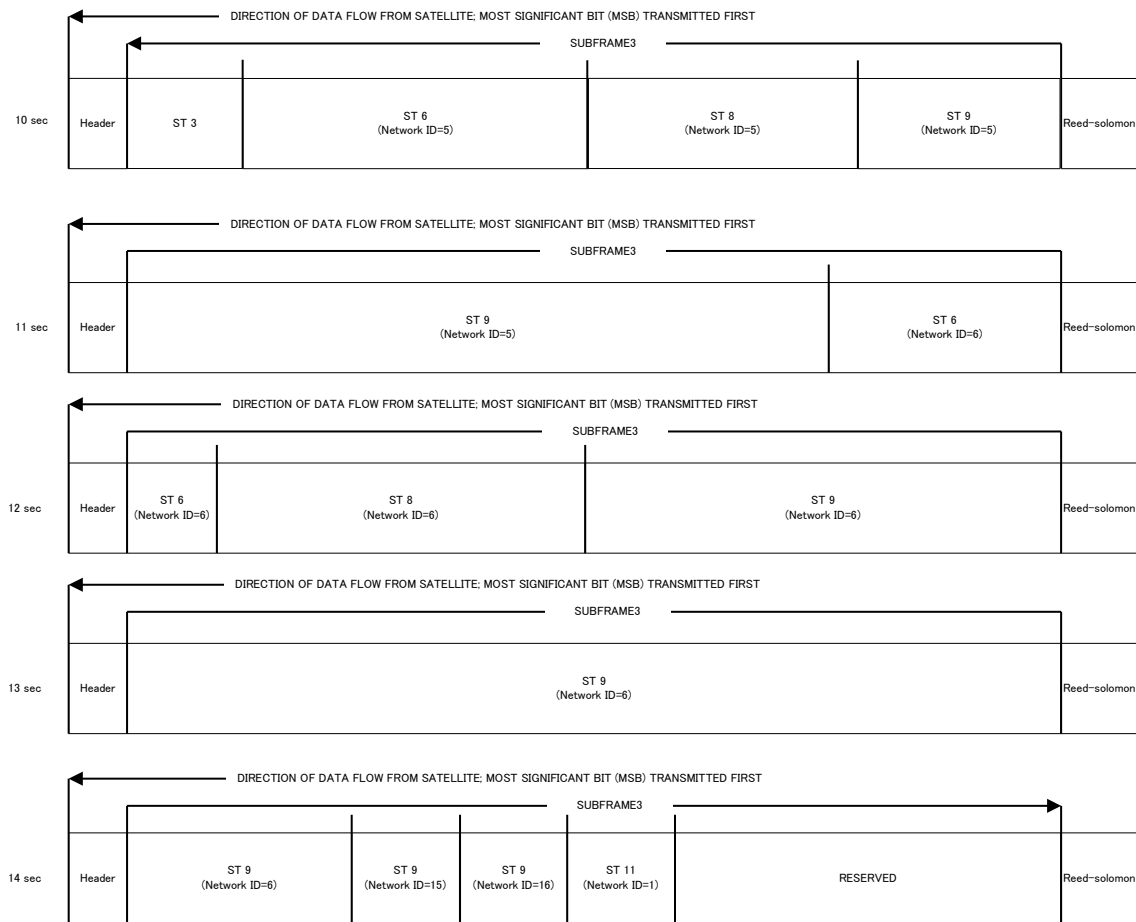 DIRECTION OF DATA FLOW FROM SATELLITE; MOST SIGNIFICANT BIT (MSB) TRANSMITTED FIRST
SUBFRAME3
10 sec
Header
ST 3
ST 6
(Network ID=5)
ST 8
(Network ID=5)
ST 9
(Network ID=5)
Reed-solomon
DIRECTION OF DATA FLOW FROM SATELLITE; MOST SIGNIFICANT BIT (MSB) TRANSMITTED FIRST
SUBFRAME3
11 sec
Header
ST 9
(Network ID=5)
ST 6
(Network ID=6)
Reed-solomon
DIRECTION OF DATA FLOW FROM SATELLITE; MOST SIGNIFICANT BIT (MSB) TRANSMITTED FIRST
SUBFRAME3
12 sec
Header
ST 6
(Network ID=6)
ST 8
(Network ID=6)
ST 9
(Network ID=6)
Reed-solomon
DIRECTION OF DATA FLOW FROM SATELLITE; MOST SIGNIFICANT BIT (MSB) TRANSMITTED FIRST
SUBFRAME3
13 sec
Header
ST 9
(Network ID=6)
Reed-solomon
DIRECTION OF DATA FLOW FROM SATELLITE; MOST SIGNIFICANT BIT (MSB) TRANSMITTED FIRST
SUBFRAME3
14 sec
Header
ST 9
(Network ID=6)
ST 9
(Network ID=15)
ST 9
(Network ID=16)
ST 11
(Network ID=1)
RESERVED
Reed-solomon